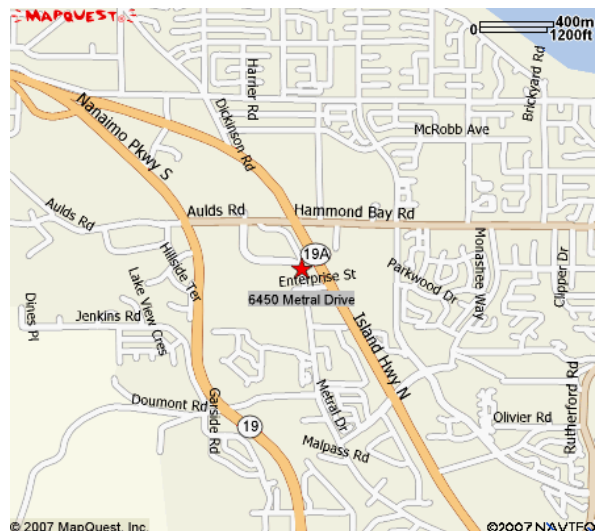 MAPQUEST
400m
0
1200ft
Brickyard Rd
Harrier Rd
Dickinson Rd
McRobb Ave
Nanaimo Pkwy S
Aulds Rd
Hammond Bay Rd
Aulds Rd
19A
Hillside Ter
Enterprise St
Parkwood Dr
Monashee Way
Clipper Dr
Lake View Cres
6450 Metral Drive
Dines Pl
Jenkins Rd
Island Hwy N
Metral Dr
Doumont Rd
Garside Rd
19
Malpass Rd
Olivier Rd
Rutherford Rd
© 2007 MapQuest, Inc.
©2007 NAVTEQ